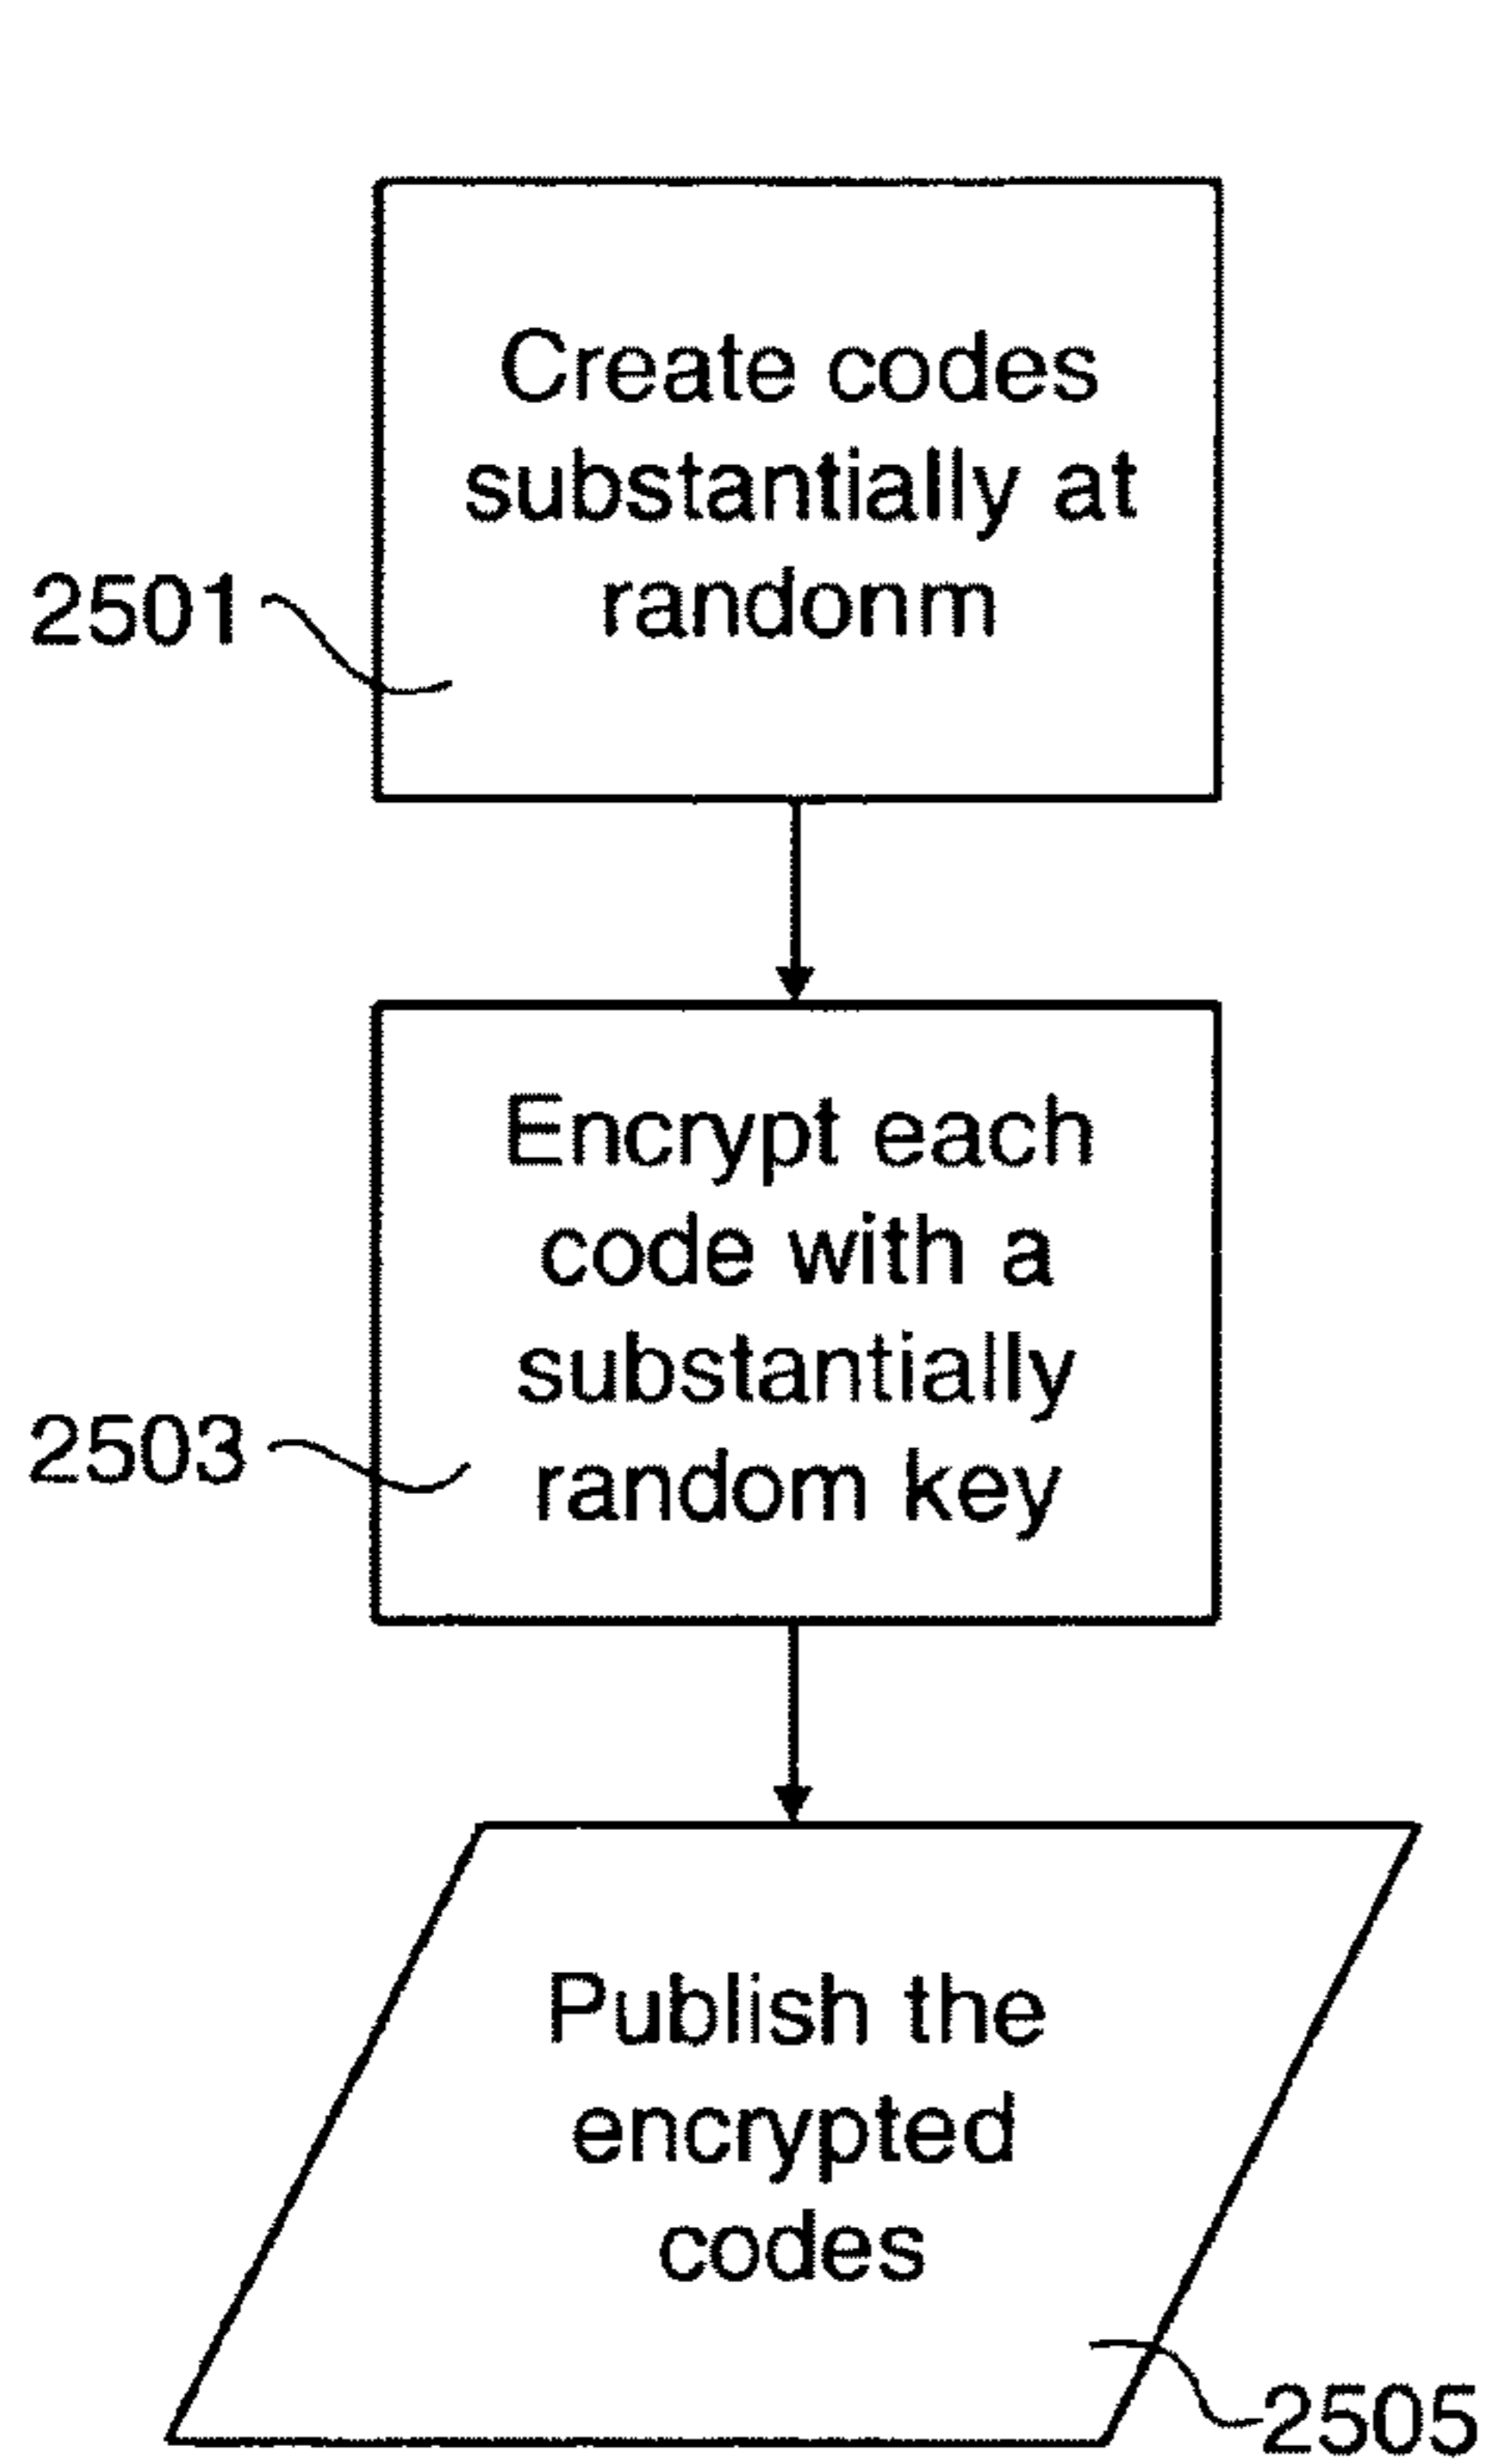 Create codes
substantially at
randonm
2501
Encrypt each
code with a
substantially
random key
2503
Publish the
encrypted
codes
2505